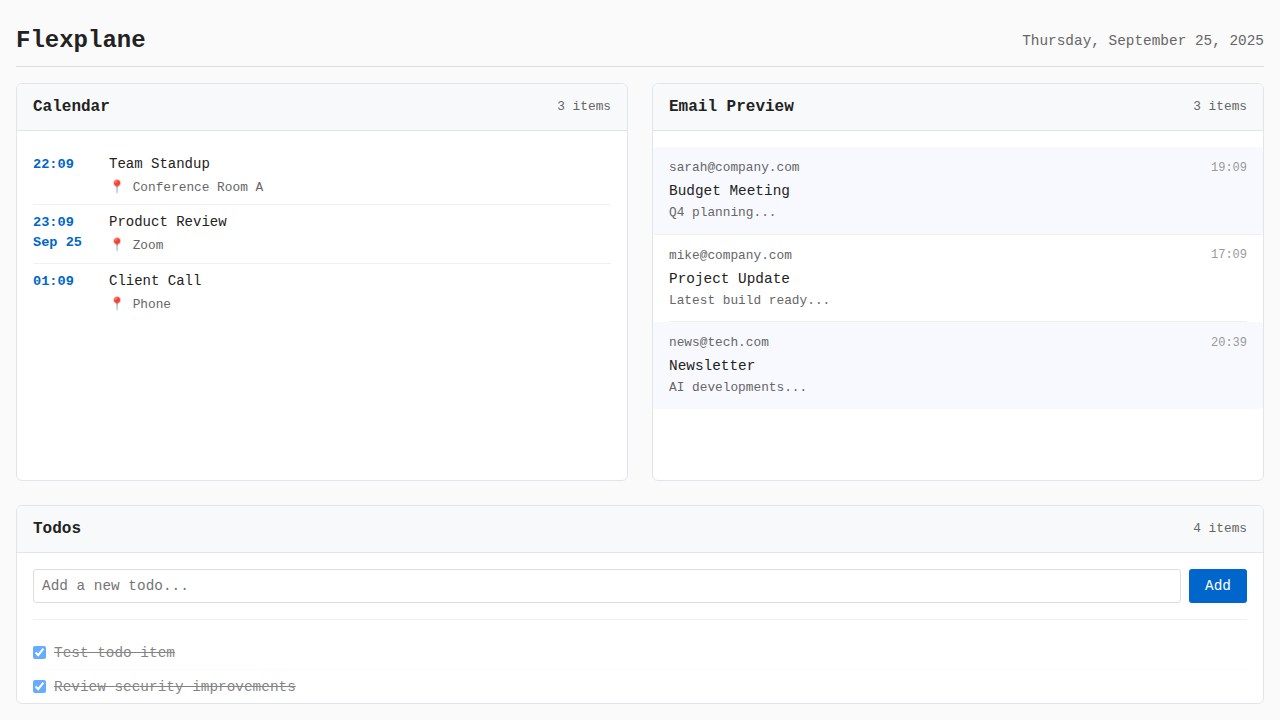 Flexplane
Thursday, September 25, 2025
Calendar
3 items
22:09
Team Standup
📍 Conference Room A
23:09
Sep 25
Product Review
📍 Zoom
01:09
Client Call
📍 Phone
Email Preview
3 items
sarah@company.com
19:09
Budget Meeting
Q4 planning...
mike@company.com
17:09
Project Update
Latest build ready...
news@tech.com
20:39
Newsletter
AI developments...
Todos
4 items
Add a new todo...
Add
Test todo item
Review security improvements